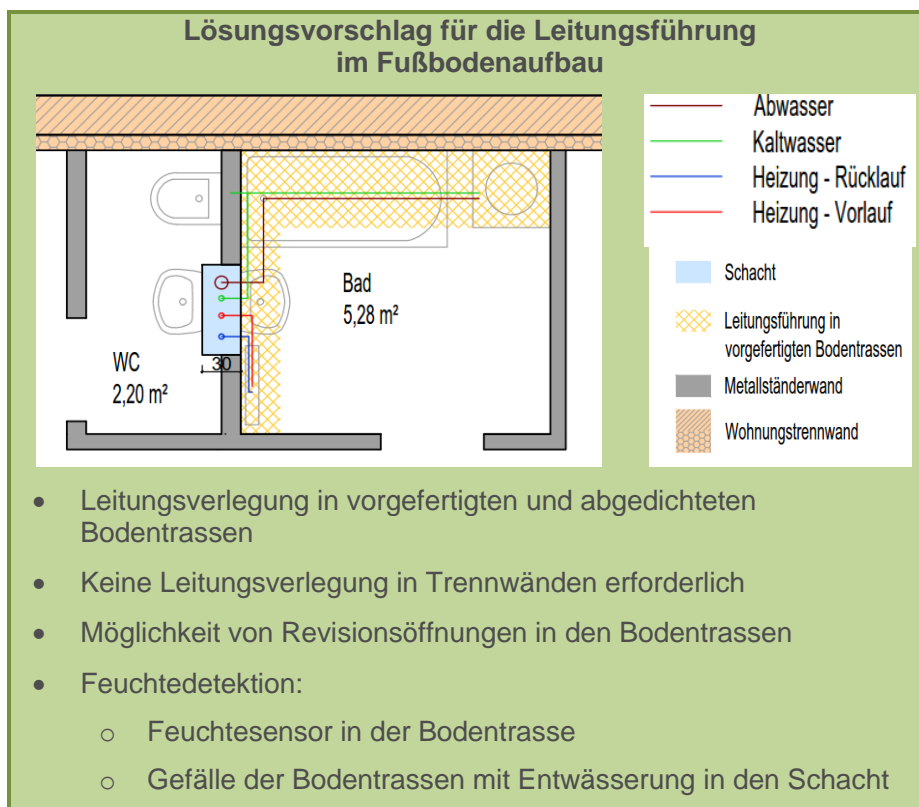 Lösungsvorschlag für die Leitungsführung
im Fußbodenaufbau
Abwasser
Kaltwasser
Heizung - Rücklauf
Heizung - Vorlauf
Bad
5,28 m²
WC
2,20 m²
30
Schacht
Leitungsführung in
vorgefertigten Bodentrassen
Metallständerwand
Wohnungstrennwand
• Leitungsverlegung in vorgefertigten und abgedichteten
Bodentrassen
• Keine Leitungsverlegung in Trennwänden erforderlich
• Möglichkeit von Revisionsöffnungen in den Bodentrassen
• Feuchtedetektion:
o Feuchtesensor in der Bodentrasse
o Gefälle der Bodentrassen mit Entwässerung in den Schacht